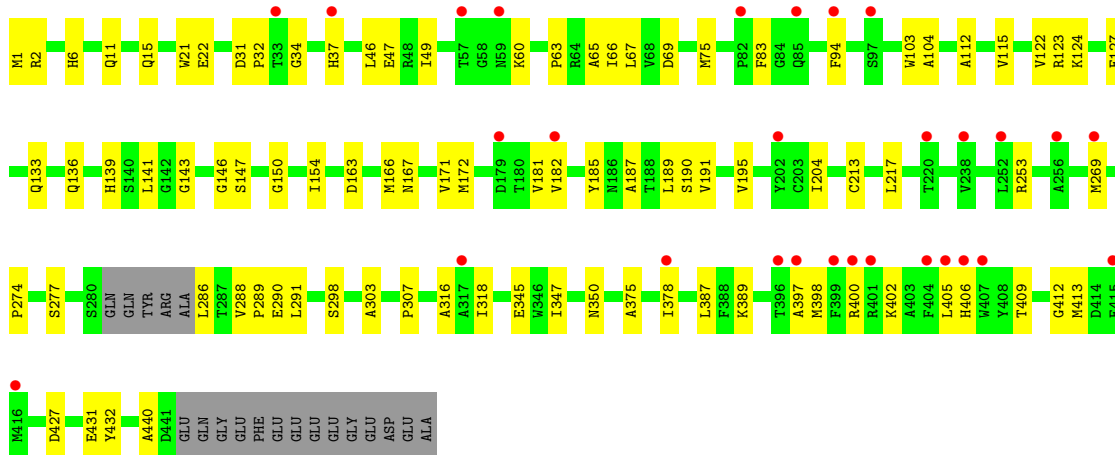 M1 R2 H6 Q11 Q15 W21 E22 D31 P32 T33 G34 H37 L46 E47 R48 I49 T57 G58 N59 K60 P63 R64 A65 I66 L67 V68 D69 M75 P82 F83 G84 Q85 F94 S97 W103 A104 A112 V115 V122 R123 K124
Q133 Q136 H139 S140 L141 G142 G143 G146 S147 G150 I154 D163 M166 N167 V171 M172 D179 T180 V181 V182 Y185 N186 A187 T188 L189 S190 V191 V195 Y202 C203 I204 C213 L217 T220 V238 L252 R253 A256 M269
P274 S277 S280 GLN GLN TYR ARG ALA L286 T287 V288 P289 E290 L291 S298 A303 P307 A316 A317 I318 E345 W346 I347 N350 A375 I378 L387 F388 K389 T396 A397 M398 F399 R400 R401 K402 A403 F404 L405 H406 W407 Y408 T409 G412 M413 D414
M416 D427 E431 Y432 A440 D441 GLU GLN GLY GLU PHE GLU GLU GLU GLU GLY GLU ASP GLU ALA